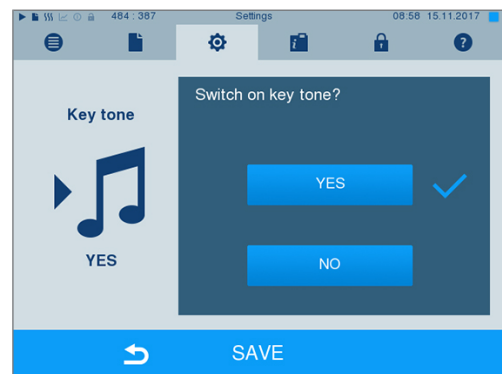 484 : 387 Settings 08:58 15.11.2017
Key tone
YES
Switch on key tone?
YES
NO
SAVE